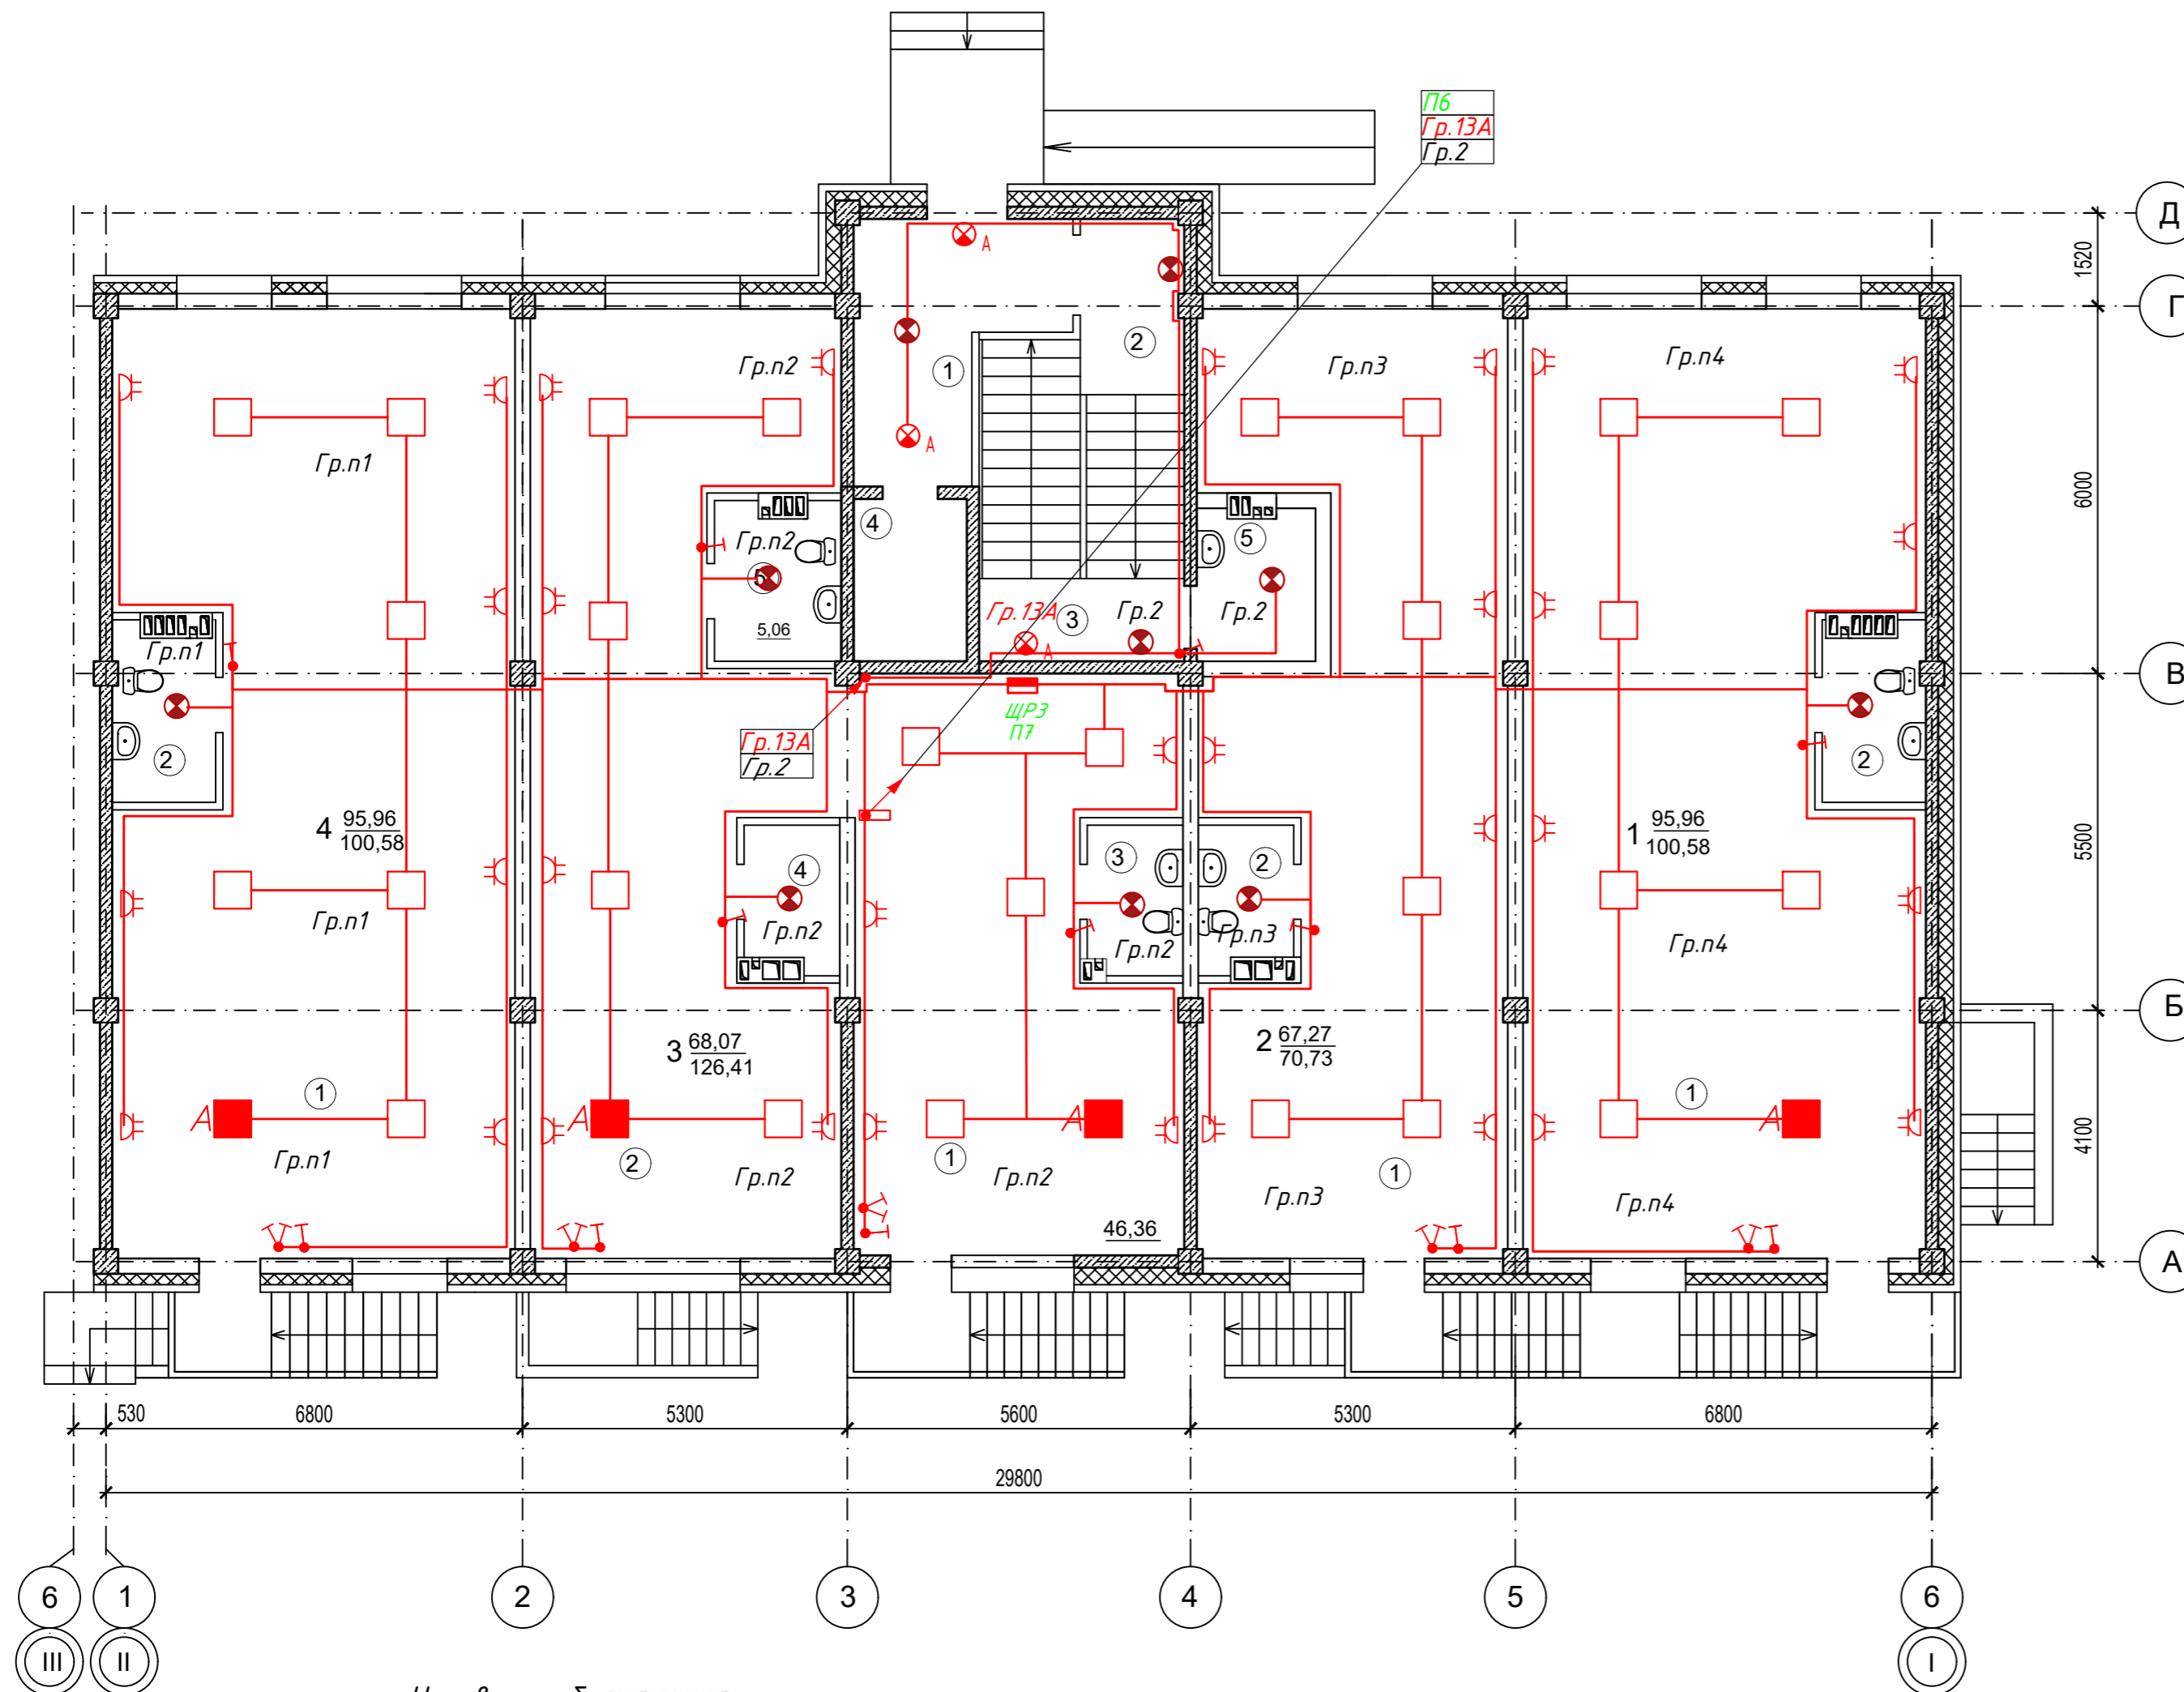 П6
Гр.13А
Гр.2
Д
1520
Г
А
Гр.п2
Гр.п3
Гр.п4
2
1
А
Гр.п1
6000
4
5
Гр.п2
5
5,06
Гр.13А
3
Гр.2
Гр.2
А
Гр.п1
В
ЩР3
П7
Гр.13А
Гр.2
2
2
4 95,96
100,58
1 95,96
100,58
5500
3
2
4
Гр.п1
Гр.п2
Гр.п2
Гр.п3
Гр.п4
Б
3 68,07
126,41
2 67,27
70,73
1
1
А
А
А
А
4100
Гр.п1
2
Гр.п2
1
Гр.п2
1
Гр.п3
Гр.п4
46,36
А
530
6800
5300
5600
5300
6800
29800
6
1
2
3
4
5
6
III
II
I